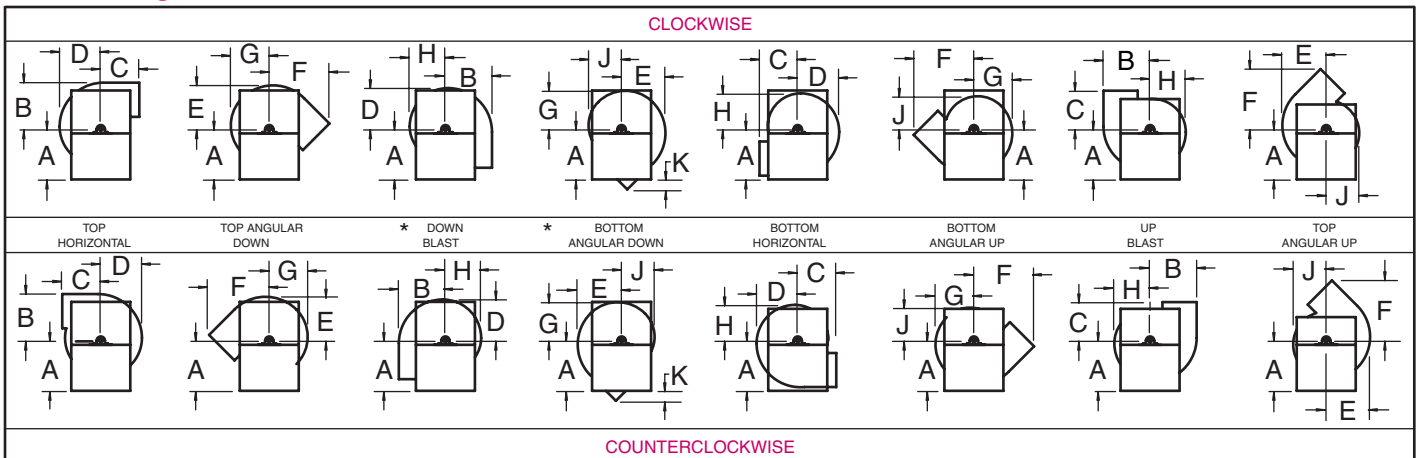 CLOCKWISE
D C
B
A
G F
E
A
H B
D
A
J E
G
A
K
C D
H
A
F G
J
A
B H
C
A
E
F
A
J
TOP
HORIZONTAL
TOP ANGULAR
DOWN
* DOWN
BLAST
* BOTTOM
ANGULAR DOWN
BOTTOM
HORIZONTAL
BOTTOM
ANGULAR UP
UP
BLAST
TOP
ANGULAR UP
C D
B
A
F G
E
A
B H
D
A
E J
G
A
K
D C
H
A
G F
J
A
H B
C
A
J
F
A
E
COUNTERCLOCKWISE